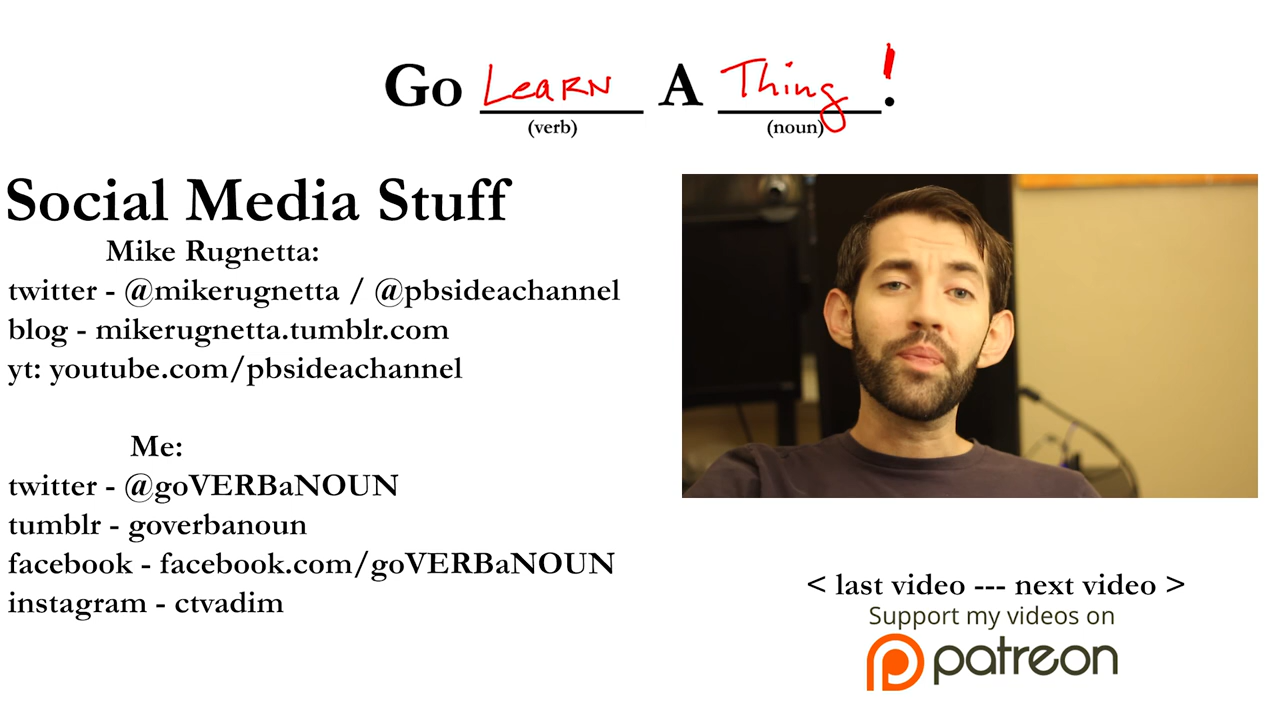 Go Learn A Thing!
(verb) (noun)
Social Media Stuff
Mike Rugnetta:
twitter - @mikerugnetta / @pbsideachannel
blog - mikerugnetta.tumblr.com
yt: youtube.com/pbsideachannel
Me:
twitter - @goVERBaNOUN
tumblr - goverbanoun
facebook - facebook.com/goVERBaNOUN
instagram - ctvadim
< last video --- next video >
Support my videos on
patreon